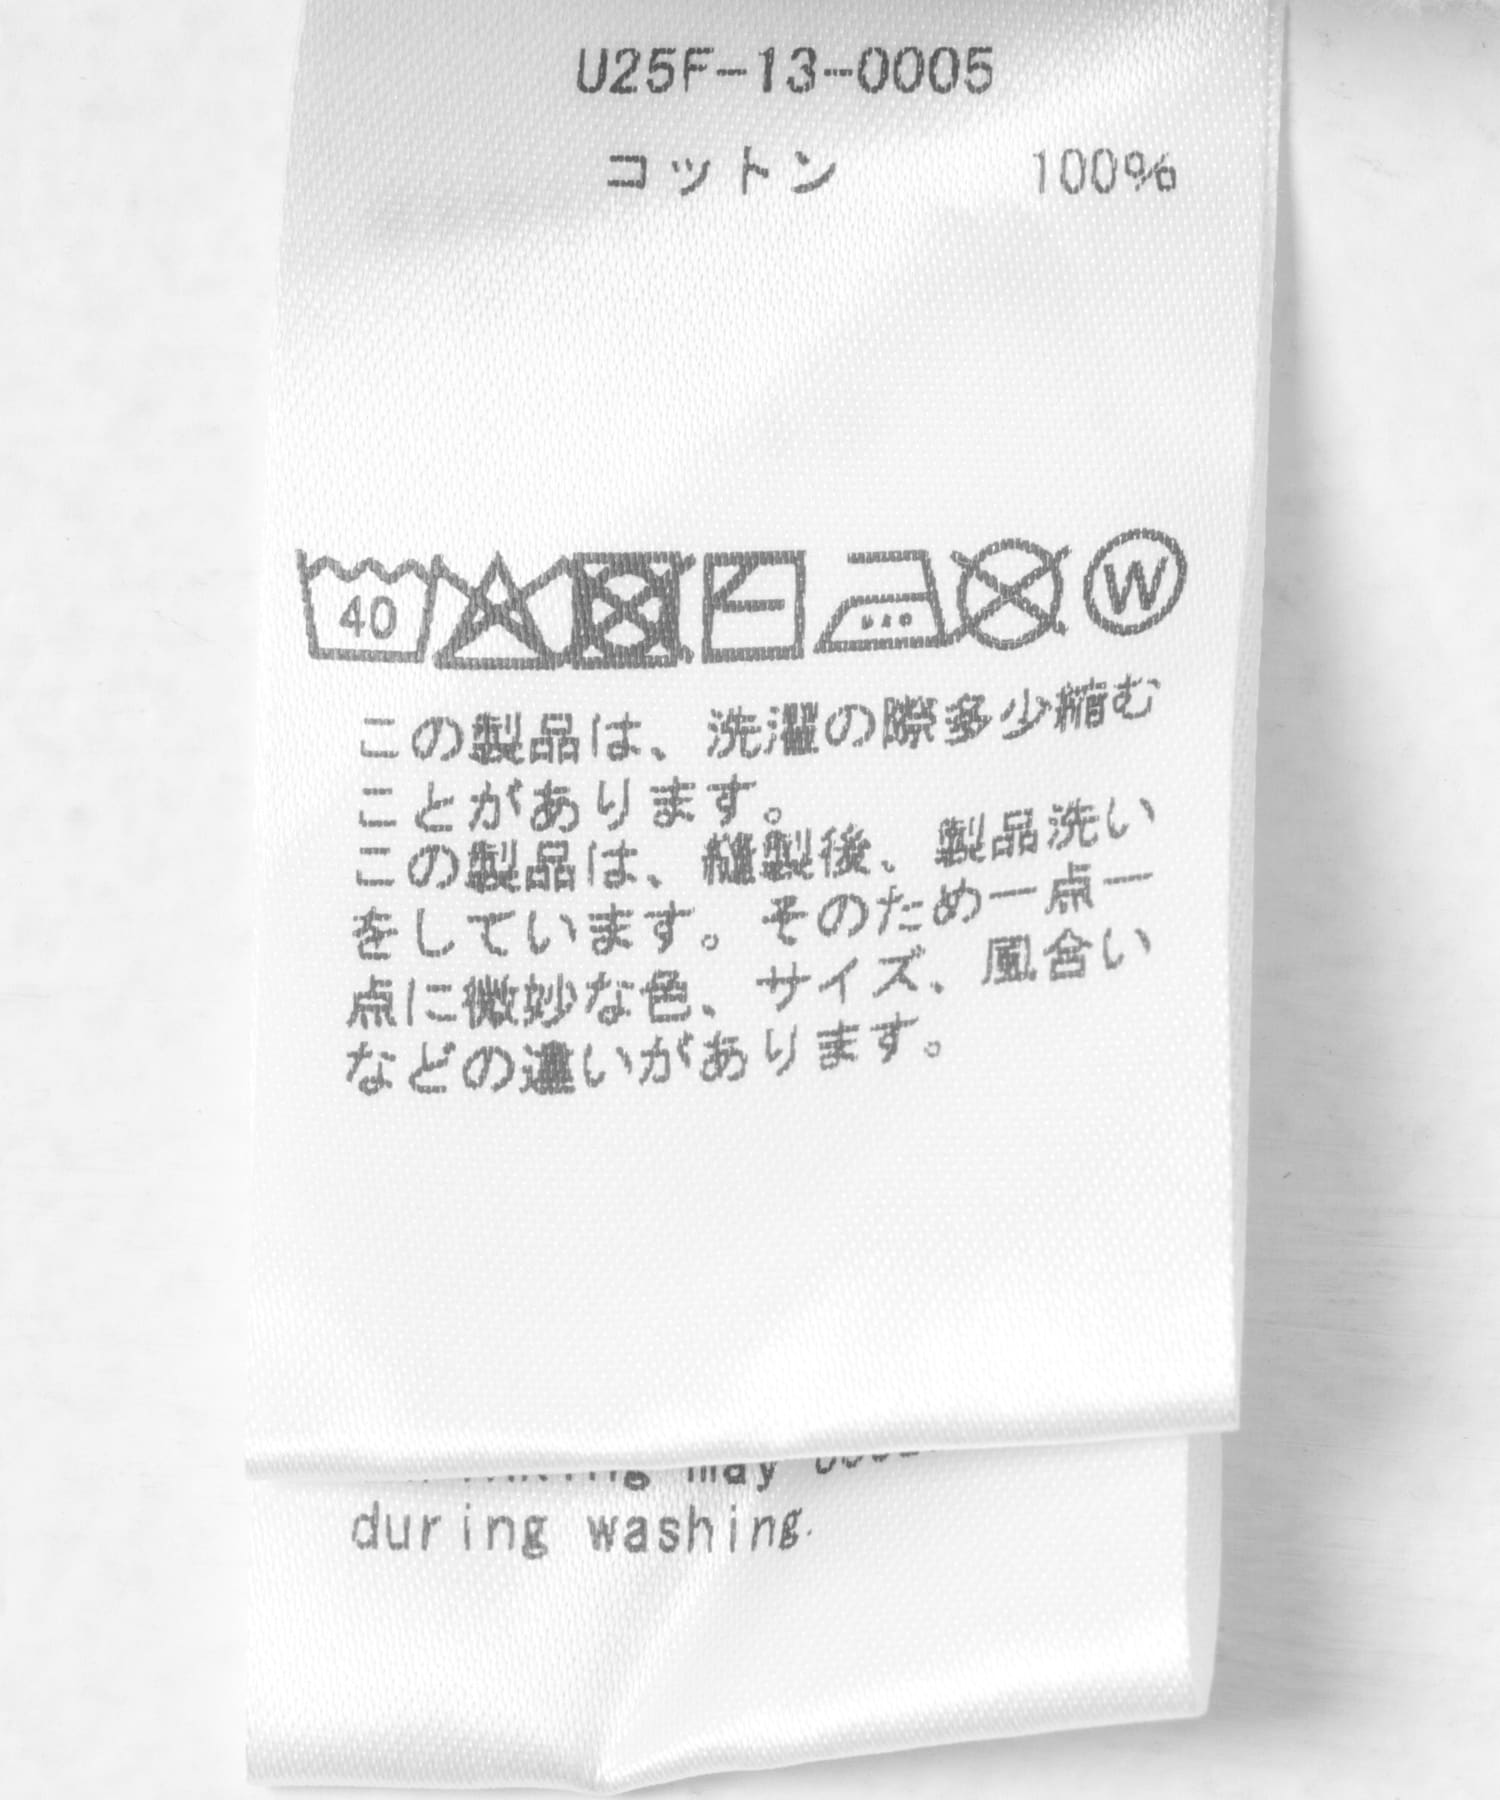 U25F-13-0005
コットン 100%
40
W
この製品は、洗濯の際多少縮む
ことがあります。
この製品は、縫製後、製品洗い
をしています。そのため一点一
点に微妙な色、サイズ、風合い
などの違いがあります。
may
during washing.